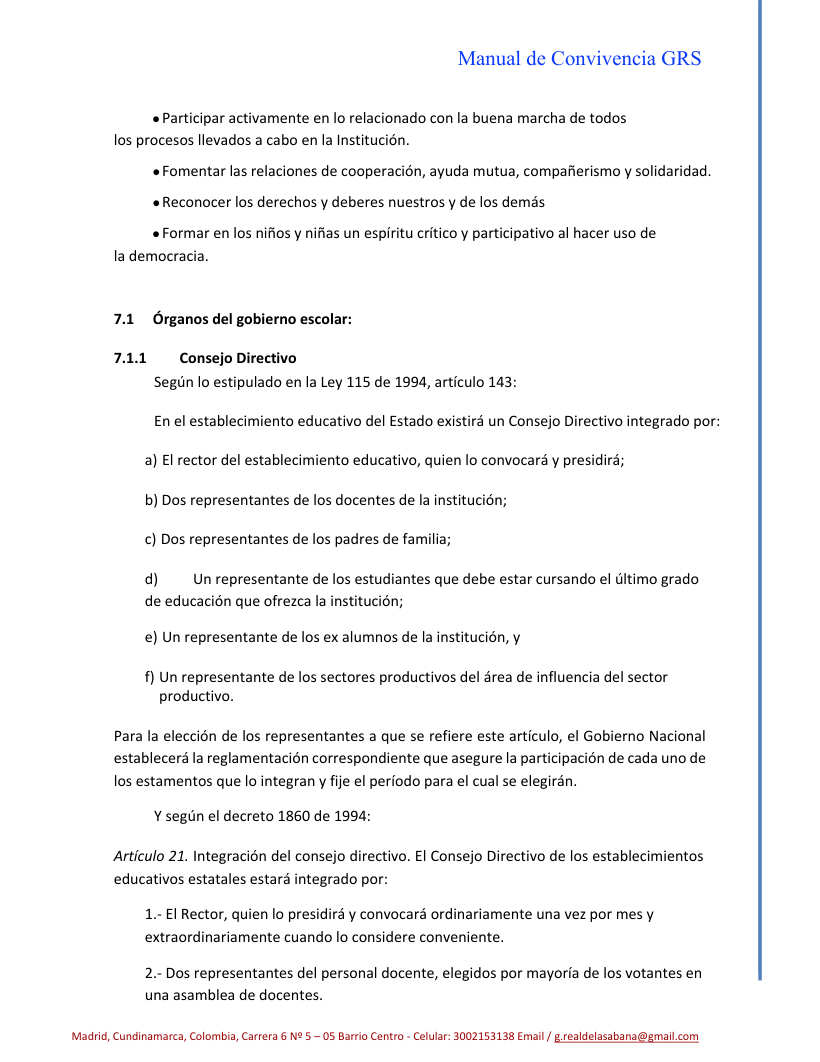 Manual de Convivencia GRS
• Participar activamente en lo relacionado con la buena marcha de todos
los procesos llevados a cabo en la Institución.
• Fomentar las relaciones de cooperación, ayuda mutua, compañerismo y solidaridad.
• Reconocer los derechos y deberes nuestros y de los demás
• Formar en los niños y niñas un espíritu crítico y participativo al hacer uso de
la democracia.
7.1 Órganos del gobierno escolar:
7.1.1 Consejo Directivo
Según lo estipulado en la Ley 115 de 1994, artículo 143:
En el establecimiento educativo del Estado existirá un Consejo Directivo integrado por:
a) El rector del establecimiento educativo, quien lo convocará y presidirá;
b) Dos representantes de los docentes de la institución;
c) Dos representantes de los padres de familia;
d) Un representante de los estudiantes que debe estar cursando el último grado
de educación que ofrezca la institución;
e) Un representante de los ex alumnos de la institución, y
f) Un representante de los sectores productivos del área de influencia del sector
productivo.
Para la elección de los representantes a que se refiere este artículo, el Gobierno Nacional
establecerá la reglamentación correspondiente que asegure la participación de cada uno de
los estamentos que lo integran y fije el período para el cual se elegirán.
Y según el decreto 1860 de 1994:
Artículo 21. Integración del consejo directivo. El Consejo Directivo de los establecimientos
educativos estatales estará integrado por:
1.- El Rector, quien lo presidirá y convocará ordinariamente una vez por mes y
extraordinariamente cuando lo considere conveniente.
2.- Dos representantes del personal docente, elegidos por mayoría de los votantes en
una asamblea de docentes.
Madrid, Cundinamarca, Colombia, Carrera 6 Nº 5 – 05 Barrio Centro - Celular: 3002153138 Email / g.realdelasabana@gmail.com